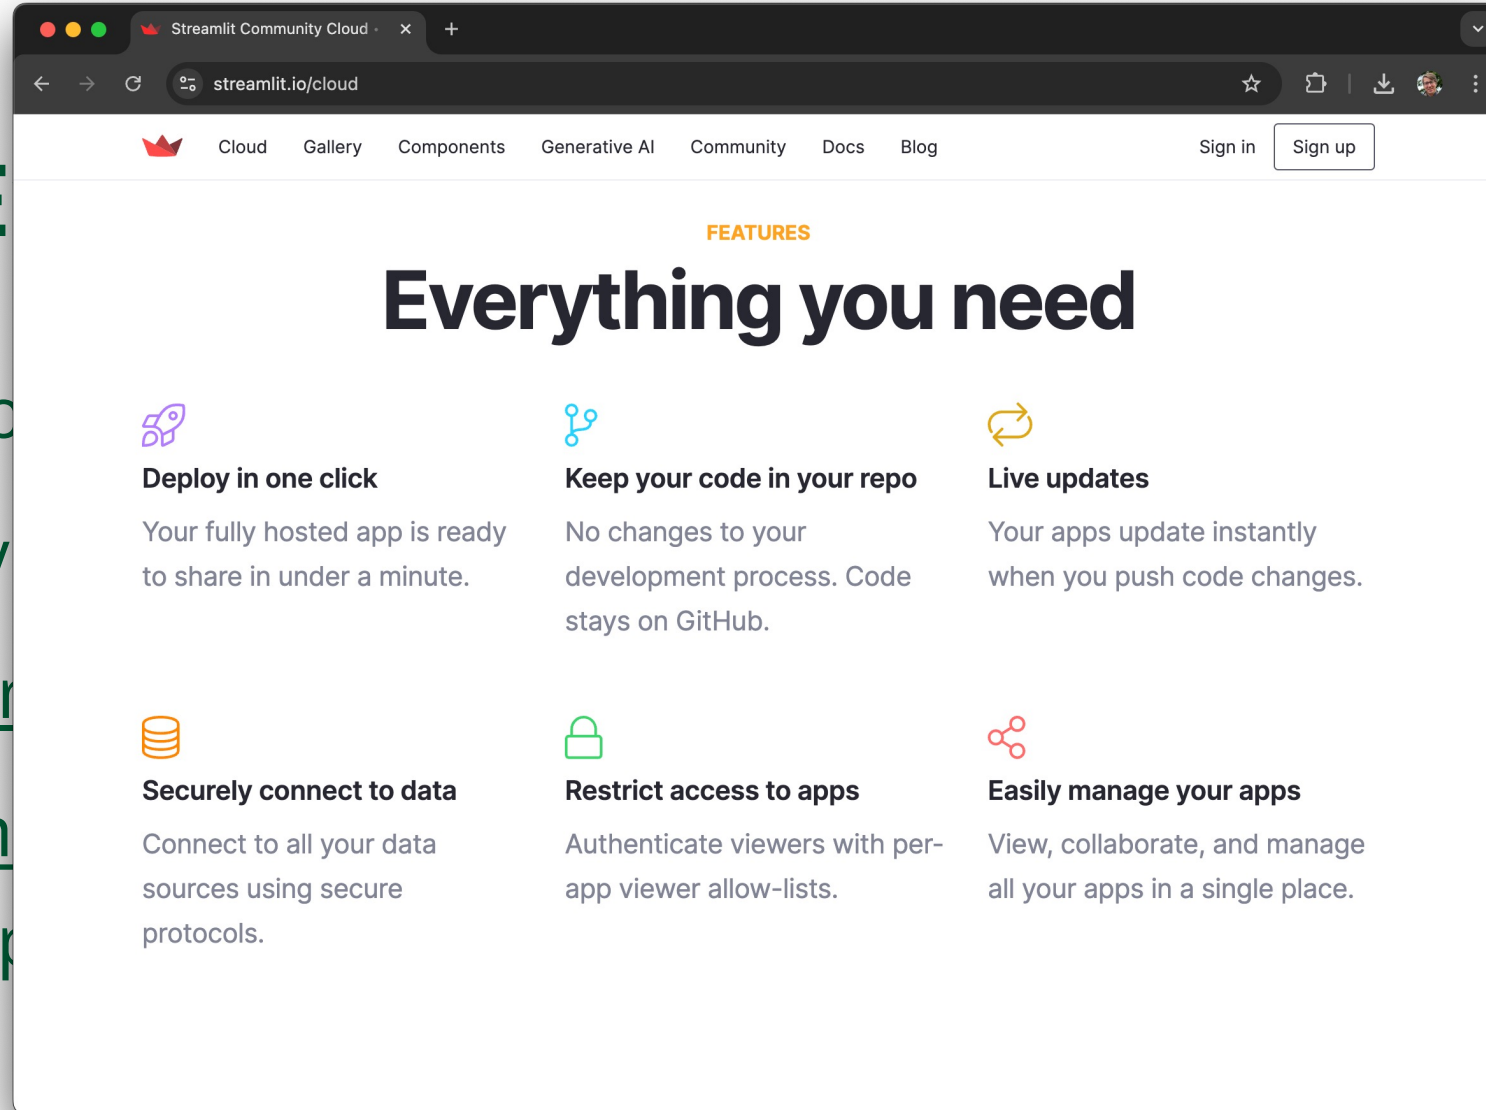 Streamlit Community Cloud ·
streamlit.io/cloud
Cloud Gallery Components Generative AI Community Docs Blog Sign in Sign up
FEATURES
Everything you need
Deploy in one click
Your fully hosted app is ready
to share in under a minute.
Keep your code in your repo
No changes to your
development process. Code
stays on GitHub.
Live updates
Your apps update instantly
when you push code changes.
Securely connect to data
Connect to all your data
sources using secure
protocols.
Restrict access to apps
Authenticate viewers with per-
app viewer allow-lists.
Easily manage your apps
View, collaborate, and manage
all your apps in a single place.